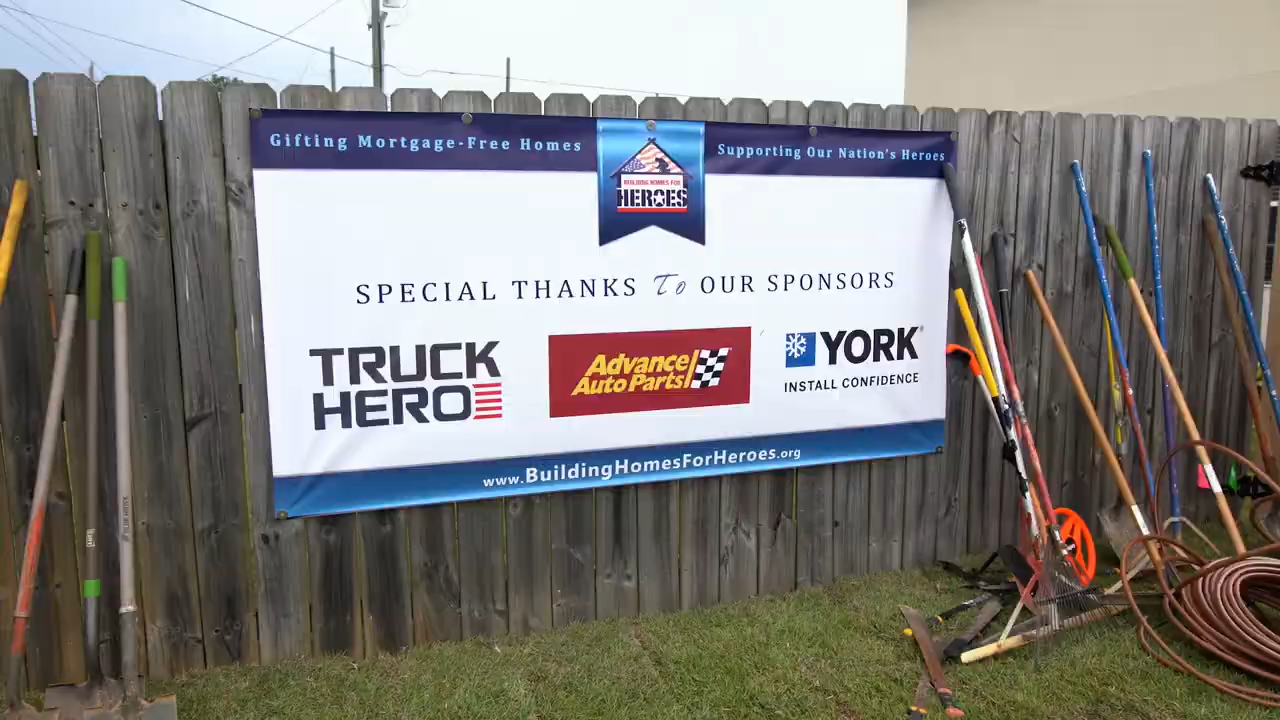 Gifting Mortgage-Free Homes
Supporting Our Nation's Heroes
BUILDING HOMES FOR
HEROES
SPECIAL THANKS To OUR SPONSORS
TRUCK
HERO
Advance
Auto Parts
YORK®
INSTALL CONFIDENCE
www.BuildingHomesForHeroes.org